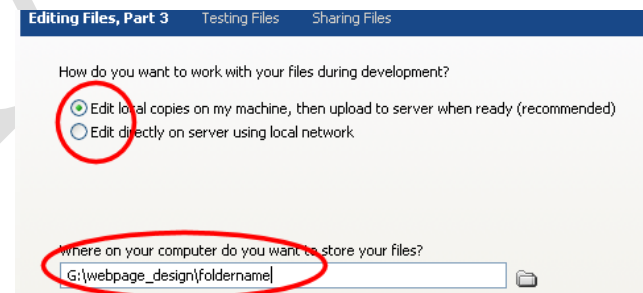 Editing Files, Part 3 Testing Files Sharing Files
How do you want to work with your files during development?
Edit local copies on my machine, then upload to server when ready (recommended)
Edit directly on server using local network
Where on your computer do you want to store your files?
G:\webpage_design\foldername